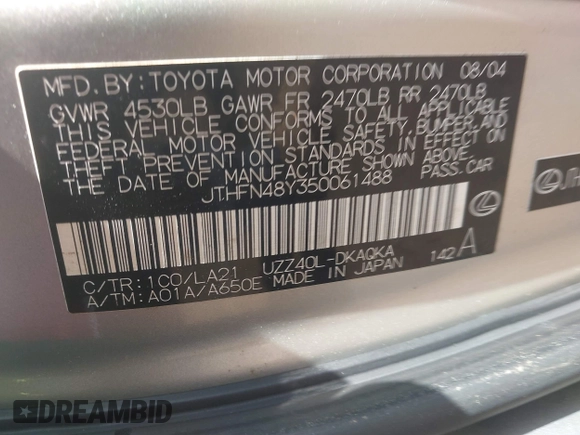 MFD. BY: TOYOTA MOTOR CORPORATION 08/04
GVWR 4530LB GAWR FR 2470LB RR 2470LB
THIS VEHICLE CONFORMS TO ALL APPLICABLE
FEDERAL MOTOR VEHICLE SAFETY, BUMPER, AND
THEFT PREVENTION STANDARDS IN EFFECT ON
THE DATE OF MANUFACTURE SHOWN ABOVE.
JTHFN48Y350061488 PASS. CAR
C/TR: 1C0/LA21 UZZ40L-DKAQKA 142 A
A/TM: A01A/A650E MADE IN JAPAN
JTH
DREAMBID